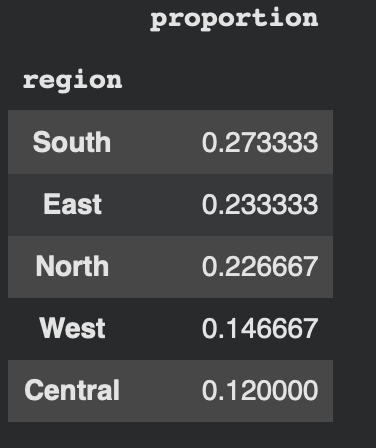 proportion
region
South 0.273333
East 0.233333
North 0.226667
West 0.146667
Central 0.120000